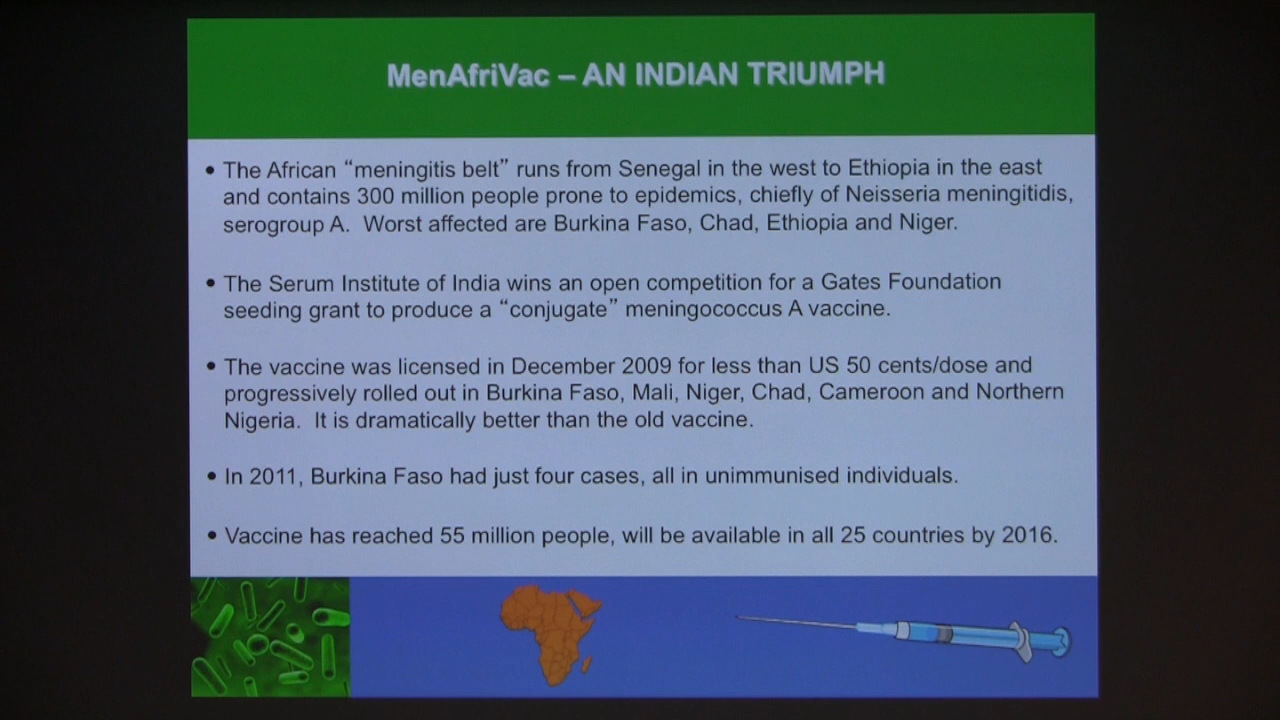 MenAfriVac – AN INDIAN TRIUMPH
• The African “meningitis belt” runs from Senegal in the west to Ethiopia in the east
and contains 300 million people prone to epidemics, chiefly of Neisseria meningitidis,
serogroup A.  Worst affected are Burkina Faso, Chad, Ethiopia and Niger.
• The Serum Institute of India wins an open competition for a Gates Foundation
seeding grant to produce a “conjugate” meningococcus A vaccine.
• The vaccine was licensed in December 2009 for less than US 50 cents/dose and
progressively rolled out in Burkina Faso, Mali, Niger, Chad, Cameroon and Northern
Nigeria.  It is dramatically better than the old vaccine.
• In 2011, Burkina Faso had just four cases, all in unimmunised individuals.
• Vaccine has reached 55 million people, will be available in all 25 countries by 2016.